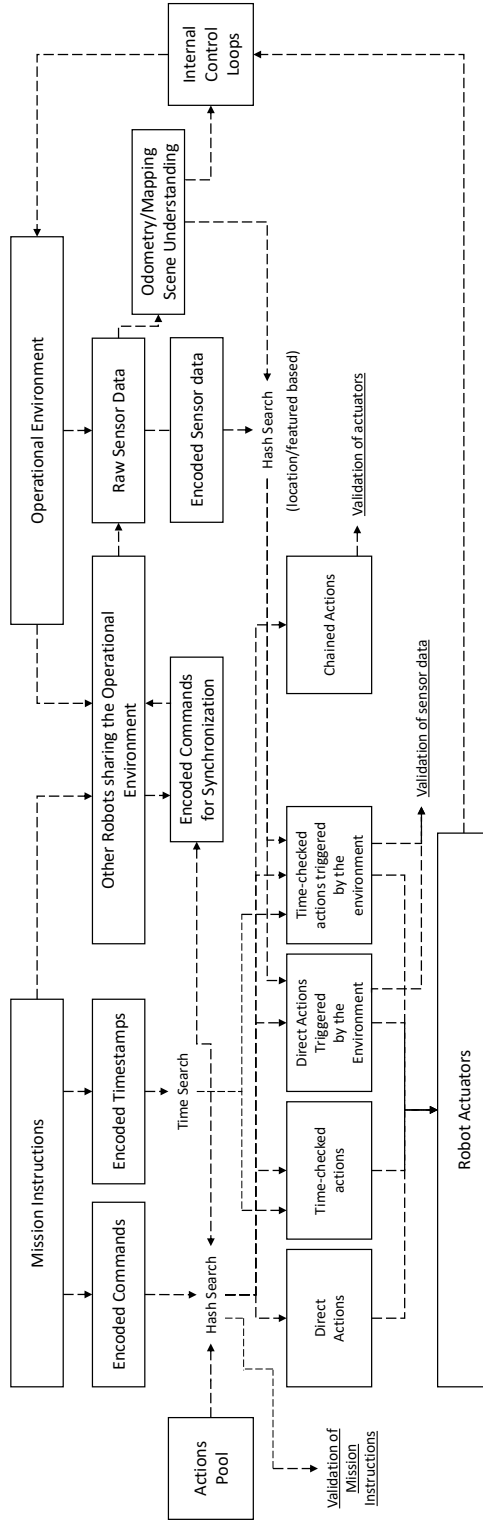 Mission Instructions
Operational Environment
Encoded Commands
Encoded Timestamps
Other Robots sharing the Operational
Environment
Raw Sensor Data
Odometry/Mapping
Scene Understanding
Internal
Control
Loops
Encoded Commands
for Synchronization
Encoded Sensor data
Actions
Pool
Hash Search
Time Search
Hash Search
(location/featured based)
Validation of
Mission
Instructions
Direct
Actions
Time-checked
actions
Direct Actions
Triggered
by the
Environment
Time-checked
actions triggered
by the
environment
Chained Actions
Validation of actuators
Validation of sensor data
Robot Actuators